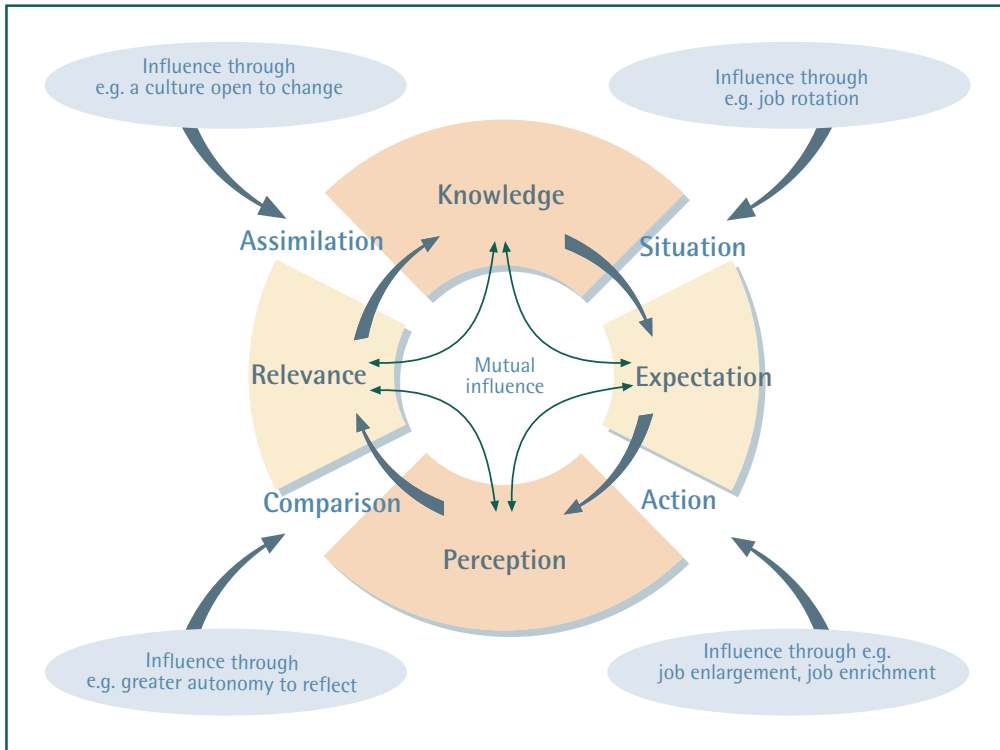 Influence through
e.g. a culture open to change
Influence through
e.g. job rotation
Knowledge
Assimilation
Situation
Relevance
Mutual
influence
Expectation
Comparison
Action
Perception
Influence through
e.g. greater autonomy to reflect
Influence through e.g.
job enlargement, job enrichment